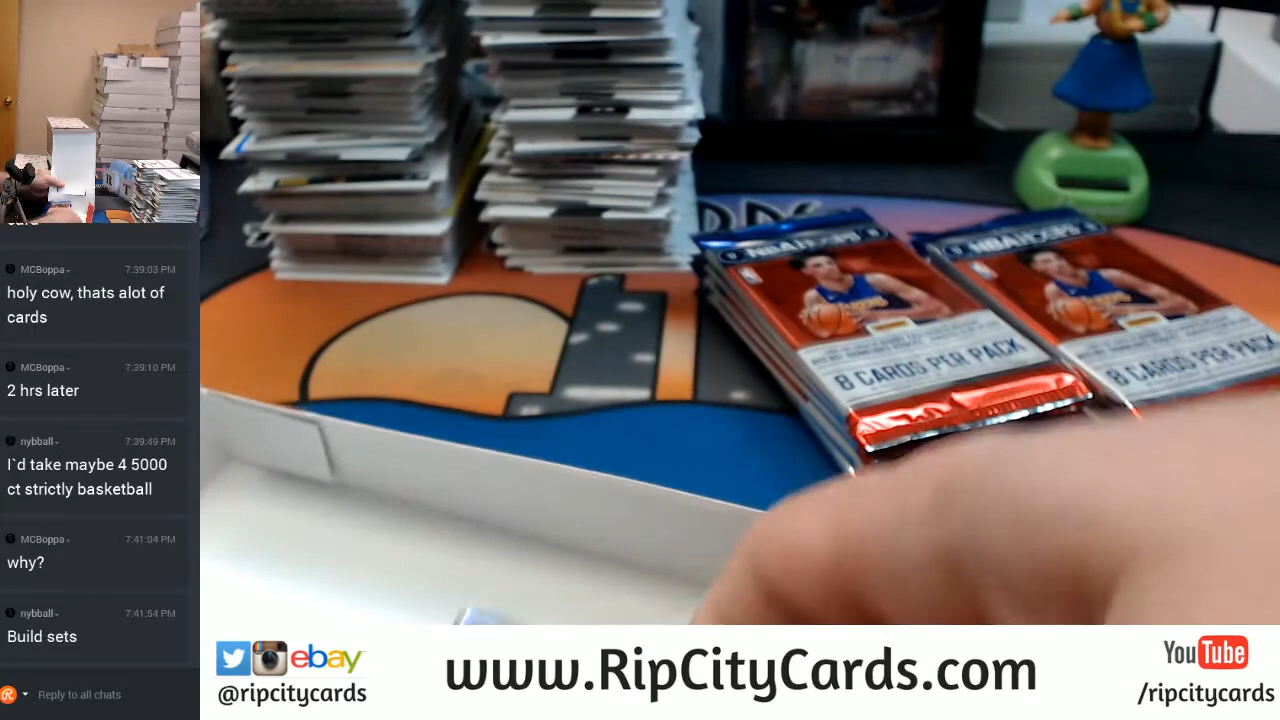 MCBoppa- 7:39:03 PM
holy cow, thats alot of
cards
MCBoppa- 7:39:10 PM
2 hrs later
nybball- 7:39:49 PM
I`d take maybe 4 5000
ct strictly basketball
MCBoppa- 7:41:04 PM
why?
nybball- 7:41:54 PM
Build sets
Reply to all chats
NBA HOOPS
8 CARDS PER PACK
NBA HOOPS
8 CARDS PER PACK
ebay
@ripcitycards
www.RipCityCards.com
YouTube
/ripcitycards